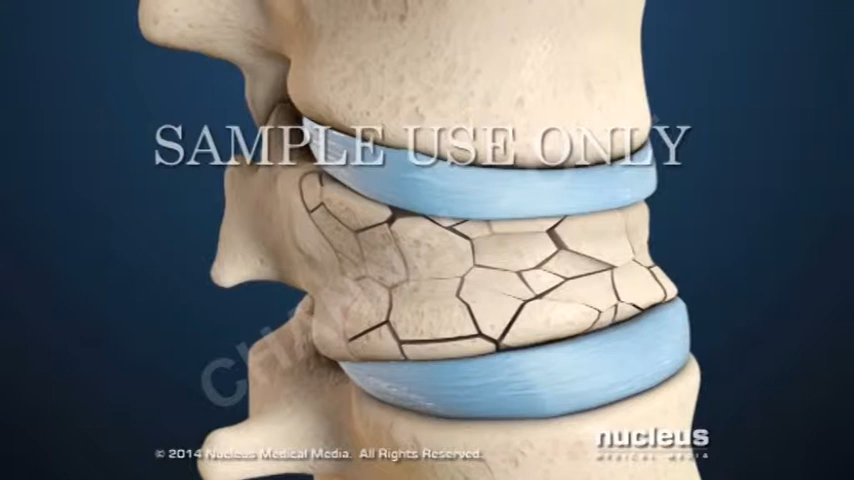 SAMPLE USE ONLY
© 2014 Nucleus Medical Media. All Rights Reserved.
nucleus
MEDICAL MEDIA